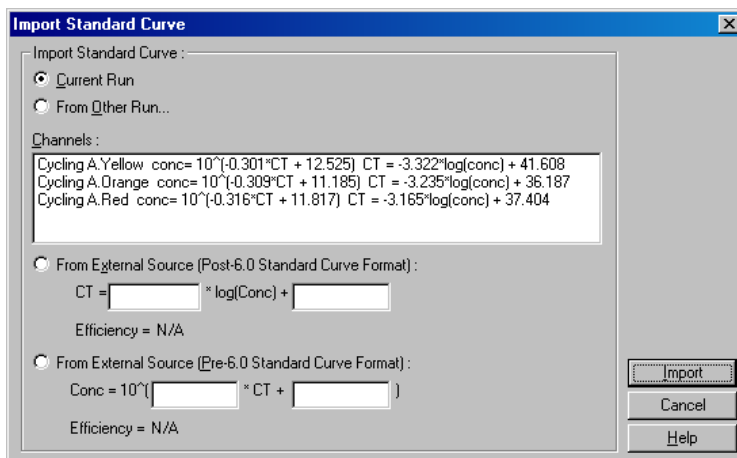 Import Standard Curve
Import Standard Curve :
Current Run
From Other Run...
Channels :
Cycling A.Yellow conc= 10^(-0.301*CT + 12.525) CT = -3.322*log(conc) + 41.608
Cycling A.Orange conc= 10^(-0.309*CT + 11.185) CT = -3.235*log(conc) + 36.187
Cycling A.Red conc= 10^(-0.316*CT + 11.817) CT = -3.165*log(conc) + 37.404
From External Source (Post-6.0 Standard Curve Format) :
CT = * log(Conc) +
Efficiency = N/A
From External Source (Pre-6.0 Standard Curve Format) :
Conc = 10^( * CT + )
Efficiency = N/A
Import
Cancel
Help